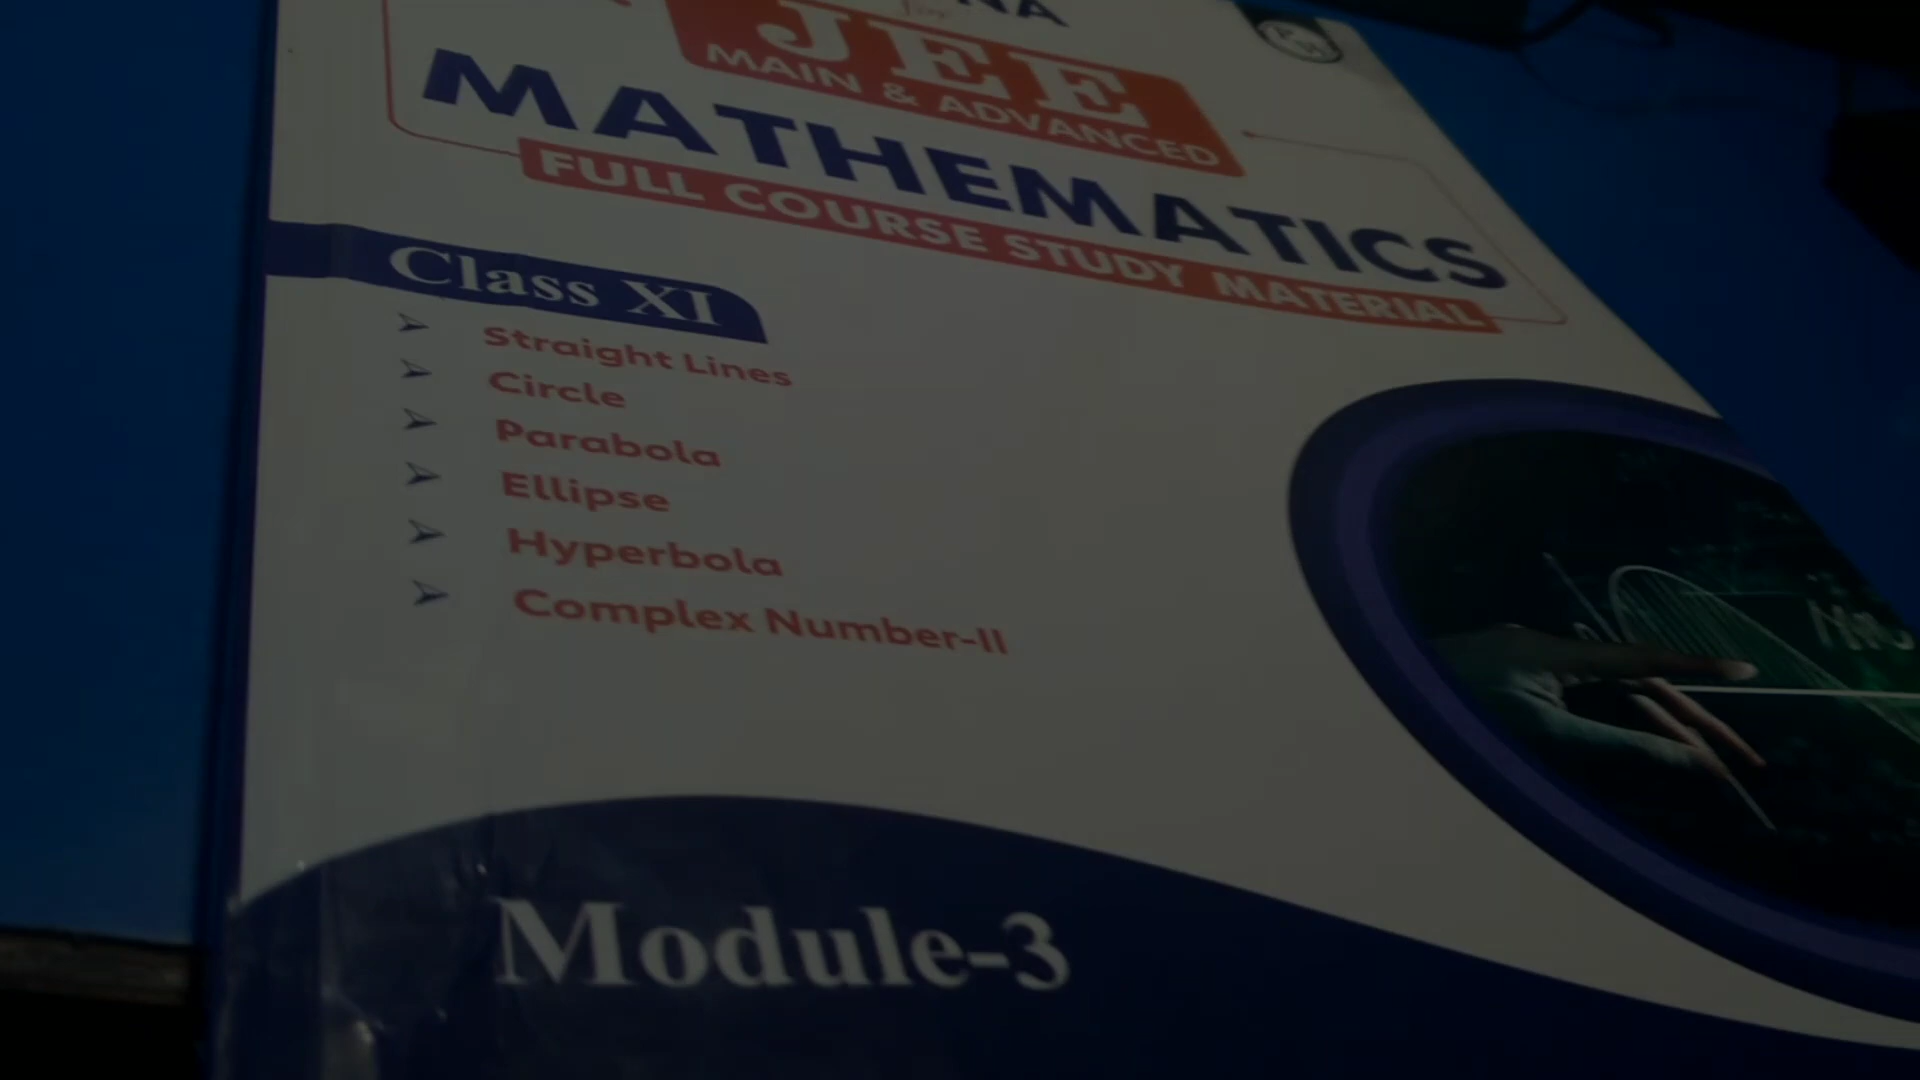 JEE
MAIN & ADVANCED
MATHEMATICS
FULL COURSE STUDY MATERIAL
Class XI
➢ Straight Lines
➢ Circle
➢ Parabola
➢ Ellipse
➢ Hyperbola
➢ Complex Number-II
Module-3